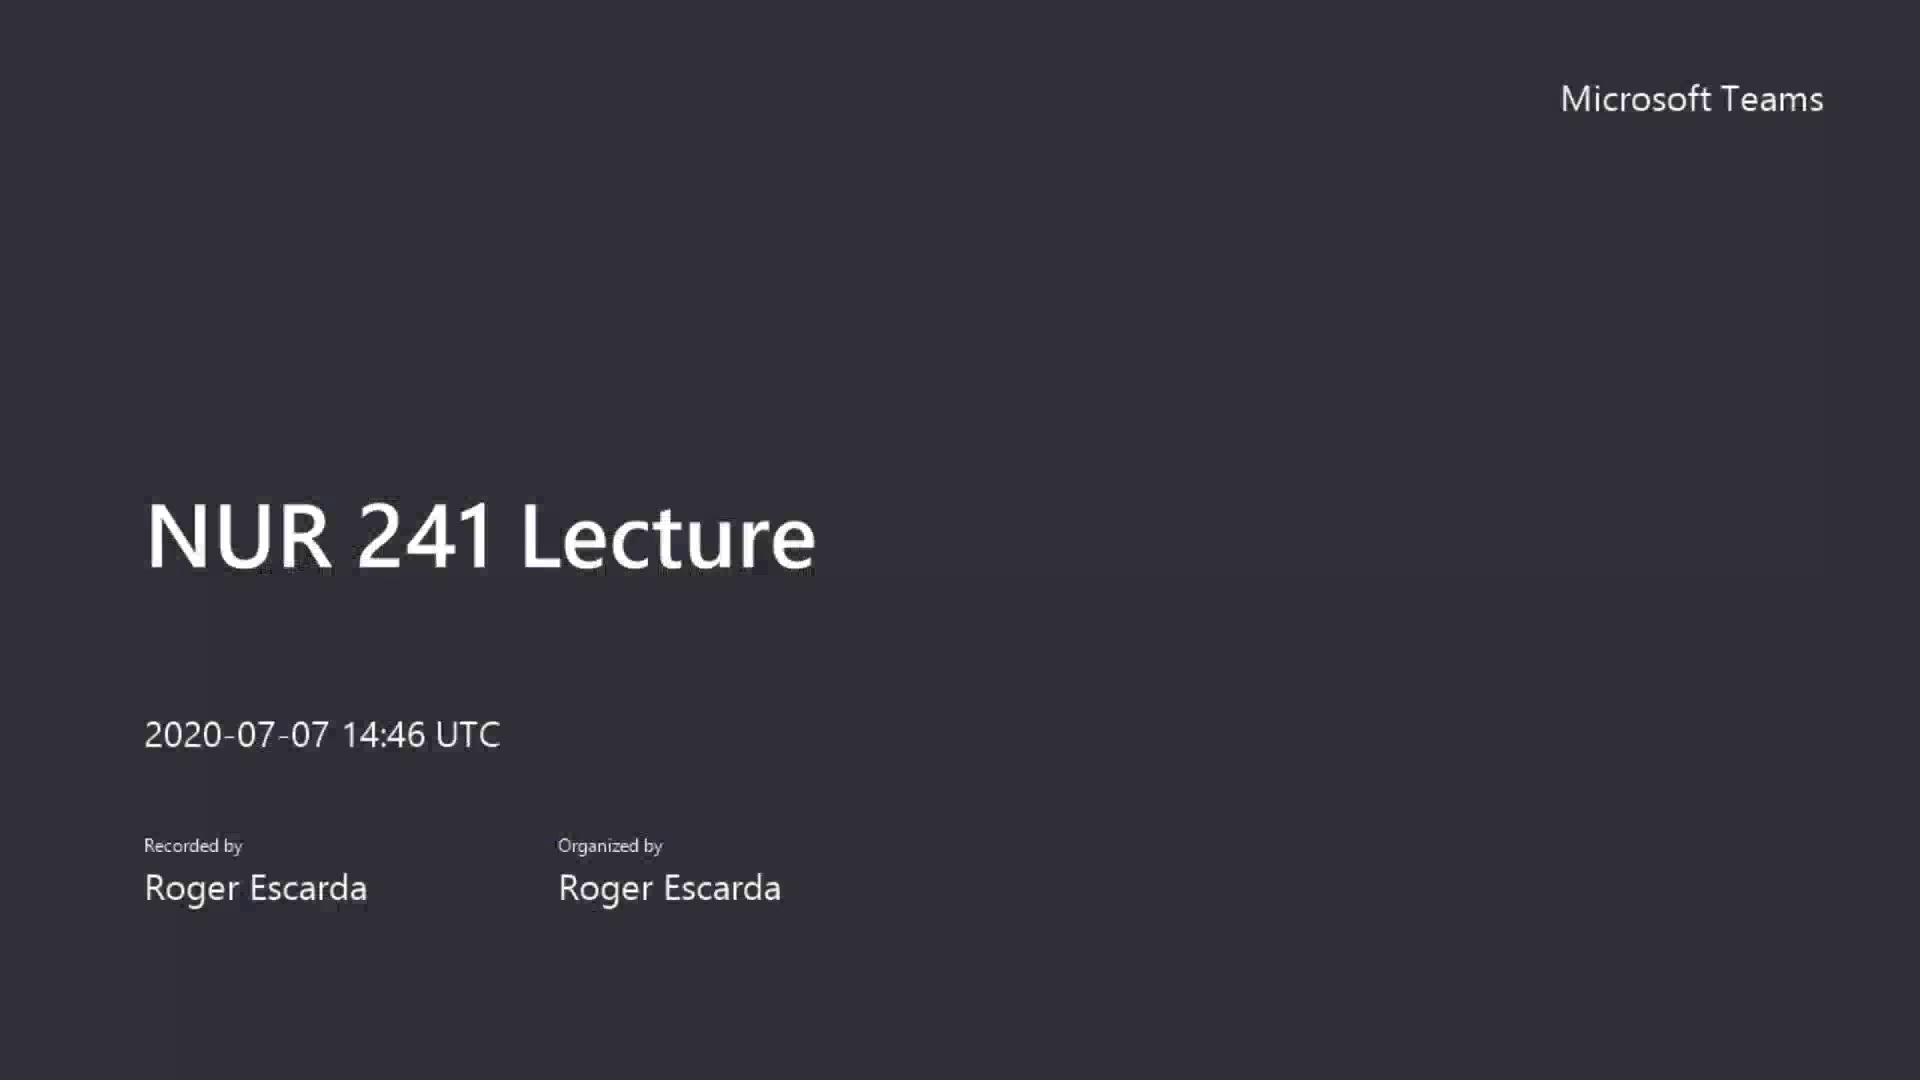 Microsoft Teams
NUR 241 Lecture
2020-07-07 14:46 UTC
Recorded by
Roger Escarda
Organized by
Roger Escarda